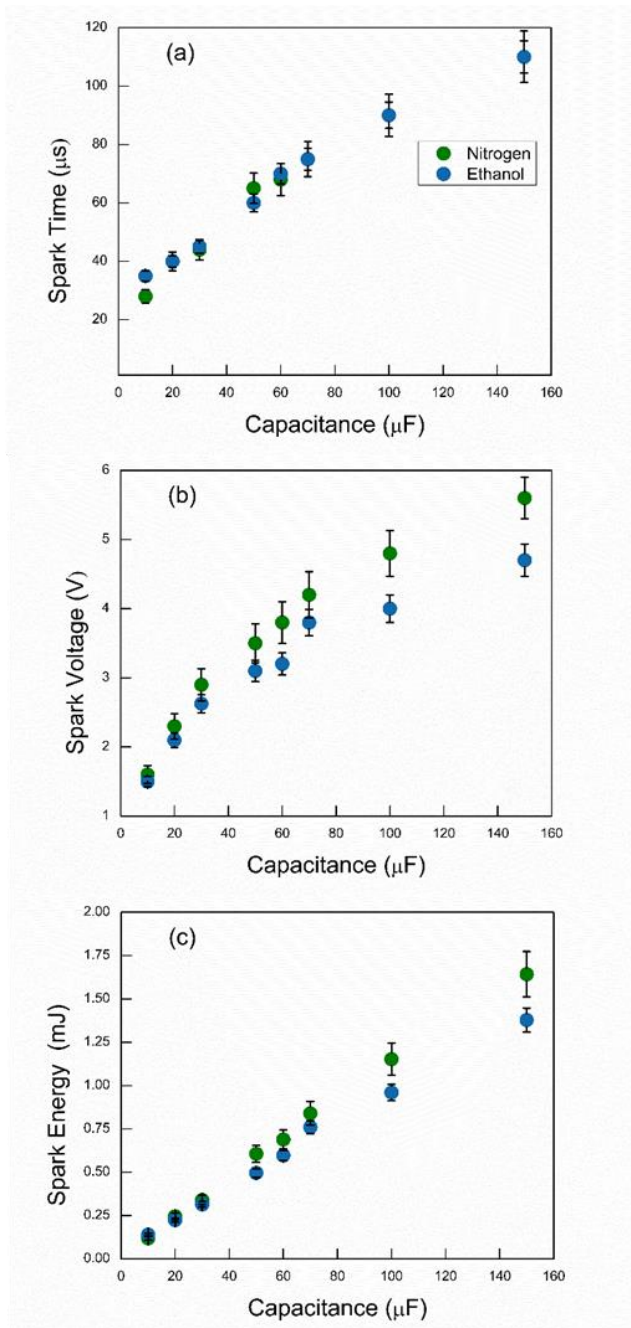 (a)
120
100
80
60
40
20
Spark Time (μs)
Nitrogen
Ethanol
0 20 40 60 80 100 120 140 160
Capacitance (μF)
(b)
6
5
4
3
2
1
Spark Voltage (V)
0 20 40 60 80 100 120 140 160
Capacitance (μF)
(c)
2.00
1.75
1.50
1.25
1.00
0.75
0.50
0.25
0.00
Spark Energy (mJ)
0 20 40 60 80 100 120 140 160
Capacitance (μF)